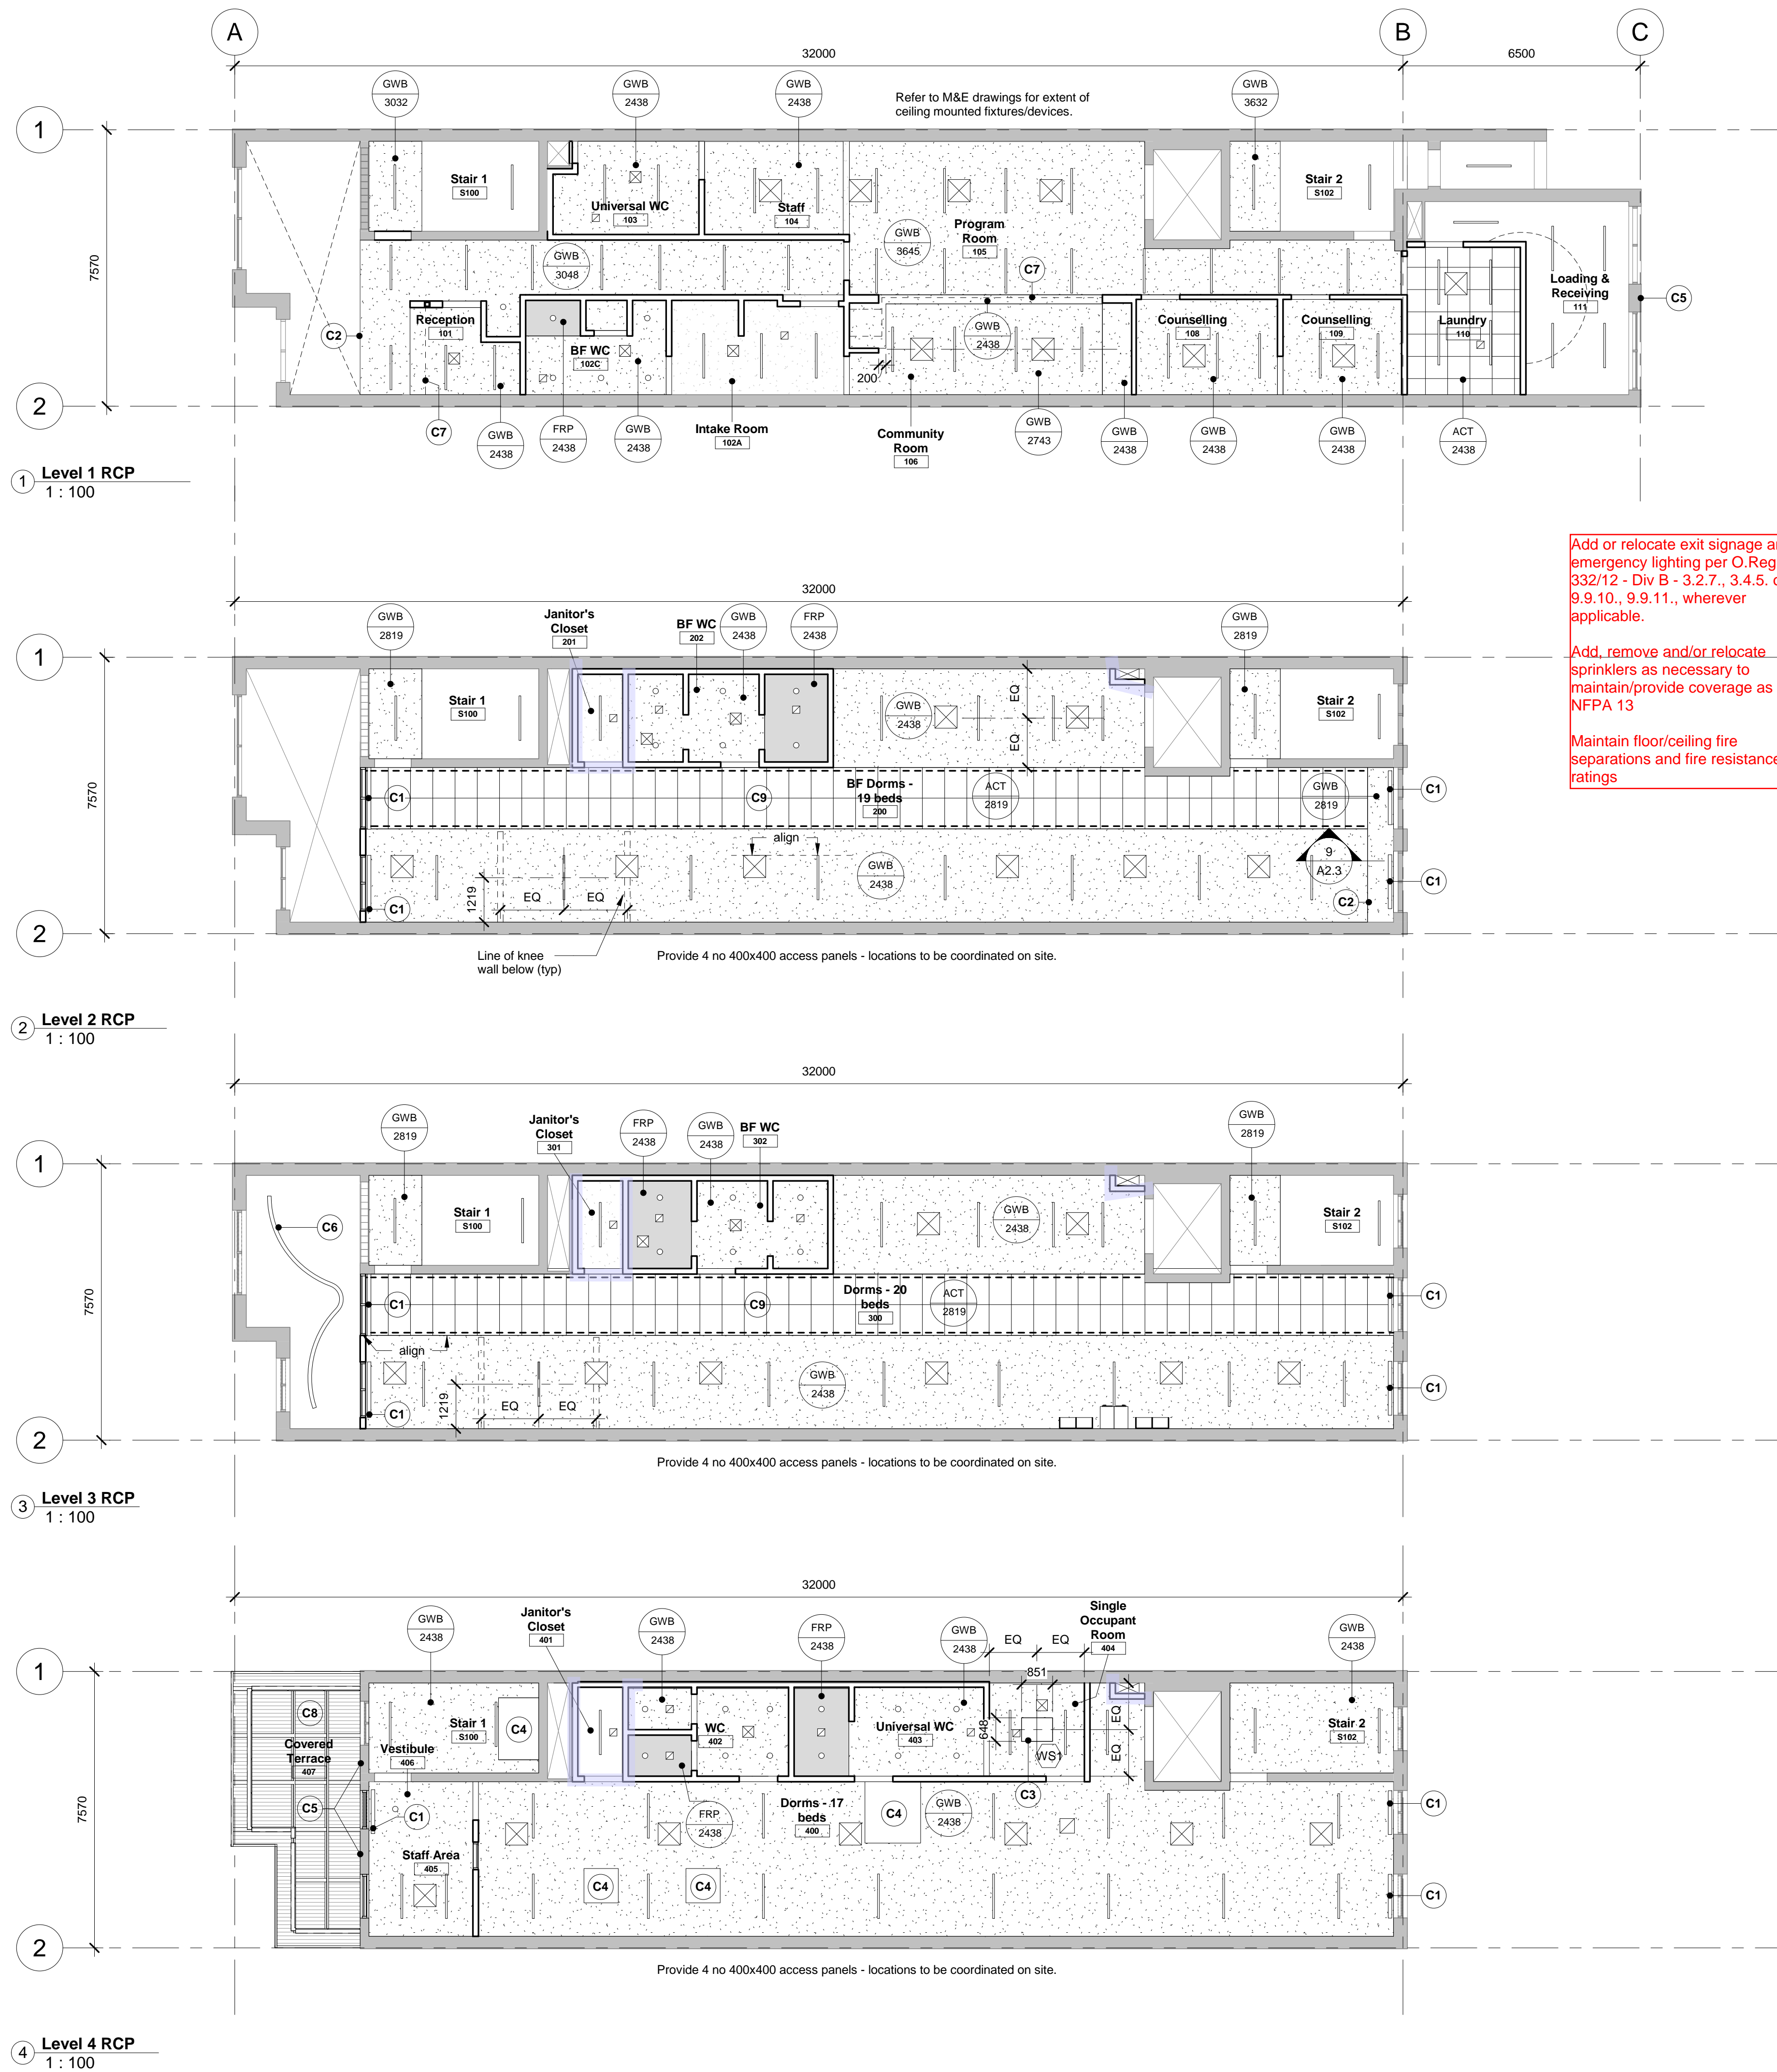 A
B
C
32000
6500
GWB
3032
GWB
2438
GWB
2438
Refer to M&E drawings for extent of
ceiling mounted fixtures/devices.
GWB
3632
1
7570
2
Stair 1
S100
Universal WC
103
Staff
104
Program
Room
105
GWB
3645
GWB
3048
C7
Stair 2
S102
Loading &
Receiving
111
C5
C2
Reception
101
BF WC
102C
GWB
2438
Counselling
108
Counselling
109
Laundry
110
200
C7
GWB
2438
FRP
2438
GWB
2438
Intake Room
102A
Community
Room
106
GWB
2743
GWB
2438
GWB
2438
GWB
2438
ACT
2438
1 Level 1 RCP
1 : 100
Add or relocate exit signage
emergency lighting per O.Reg
332/12 - Div B - 3.2.7., 3.4.5.
9.9.10., 9.9.11., wherever
applicable.
Add, remove and/or relocate
sprinklers as necessary to
maintain/provide coverage as
NFPA 13
Maintain floor/ceiling fire
separations and fire resistance
ratings
32000
GWB
2819
Janitor's
Closet
201
BF WC
202
GWB
2438
FRP
2438
GWB
2819
1
7570
2
Stair 1
S100
GWB
2438
EQ
EQ
Stair 2
S102
C1
C9
BF Dorms -
19 beds
200
ACT
2819
GWB
2819
C1
align
GWB
2438
9
A2.3
C1
1219
EQ
EQ
C1
C2
Line of knee
wall below (typ)
Provide 4 no 400x400 access panels - locations to be coordinated on site.
2 Level 2 RCP
1 : 100
32000
GWB
2819
Janitor's
Closet
301
FRP
2438
GWB
2438
BF WC
302
GWB
2819
1
7570
2
C6
Stair 1
S100
GWB
2438
Stair 2
S102
C1
C9
Dorms - 20
beds
300
ACT
2819
C1
align
GWB
2438
C1
1219
EQ
EQ
C1
Provide 4 no 400x400 access panels - locations to be coordinated on site.
3 Level 3 RCP
1 : 100
32000
GWB
2438
Janitor's
Closet
401
GWB
2438
FRP
2438
GWB
2438
EQ
EQ
Single
Occupant
Room
404
GWB
2438
1
7570
2
851
C8
Covered
Terrace
407
Stair 1
S100
C4
Vestibule
406
WC
402
Universal WC
403
648
WS1
EQ
EQ
Stair 2
S102
C5
C1
FRP
2438
Dorms - 17
beds
400
C4
GWB
2438
C3
C1
Staff Area
405
C4
C4
C1
Provide 4 no 400x400 access panels - locations to be coordinated on site.
4 Level 4 RCP
1 : 100